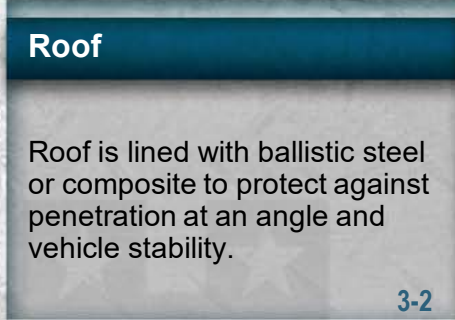 Roof
Roof is lined with ballistic steel
or composite to protect against
penetration at an angle and
vehicle stability.
3-2